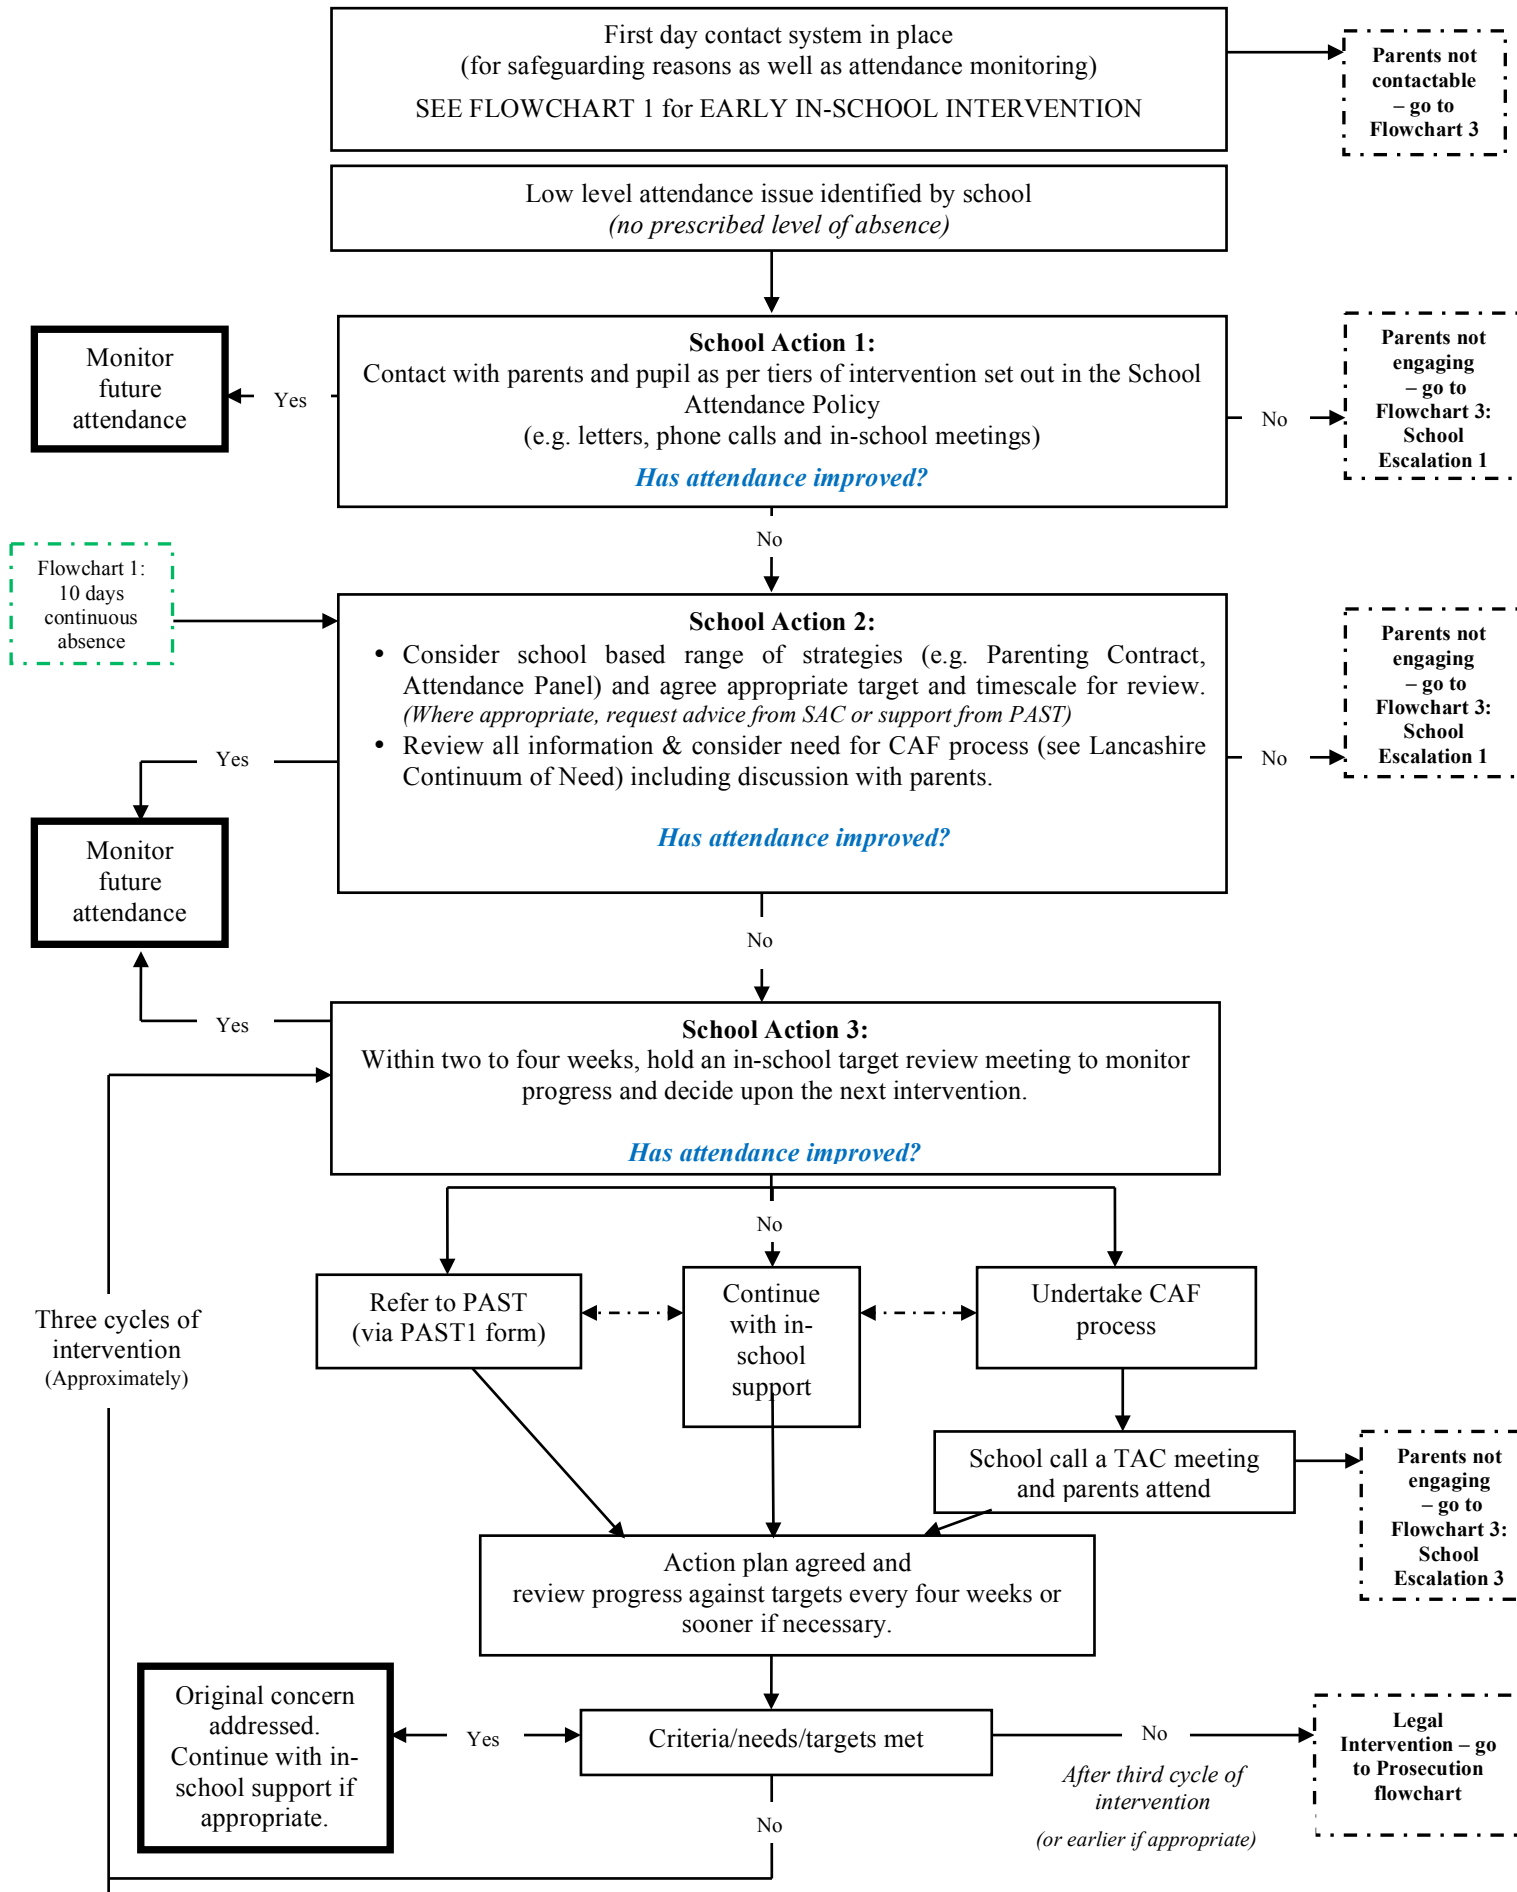 First day contact system in place
(for safeguarding reasons as well as attendance monitoring)
SEE FLOWCHART 1 for EARLY IN-SCHOOL INTERVENTION
Parents not
contactable
– go to
Flowchart 3
Low level attendance issue identified by school
(no prescribed level of absence)
Monitor
future
attendance
Yes
School Action 1:
Contact with parents and pupil as per tiers of intervention set out in the School
Attendance Policy
(e.g. letters, phone calls and in-school meetings)
Has attendance improved?
No
Parents not
engaging
– go to
Flowchart 3:
School
Escalation 1
No
Flowchart 1:
10 days
continuous
absence
School Action 2:
• Consider school based range of strategies (e.g. Parenting Contract,
Attendance Panel) and agree appropriate target and timescale for review.
(Where appropriate, request advice from SAC or support from PAST)
• Review all information & consider need for CAF process (see Lancashire
Continuum of Need) including discussion with parents.
Has attendance improved?
No
Parents not
engaging
– go to
Flowchart 3:
School
Escalation 1
Yes
Monitor
future
attendance
No
Yes
School Action 3:
Within two to four weeks, hold an in-school target review meeting to monitor
progress and decide upon the next intervention.
Has attendance improved?
No
Three cycles of
intervention
(Approximately)
Refer to PAST
(via PAST1 form)
Continue
with in-
school
support
Undertake CAF
process
School call a TAC meeting
and parents attend
Parents not
engaging
– go to
Flowchart 3:
School
Escalation 3
Action plan agreed and
review progress against targets every four weeks or
sooner if necessary.
Original concern
addressed.
Continue with in-
school support if
appropriate.
Yes
Criteria/needs/targets met
No
After third cycle of
intervention
(or earlier if appropriate)
Legal
Intervention – go
to Prosecution
flowchart
No